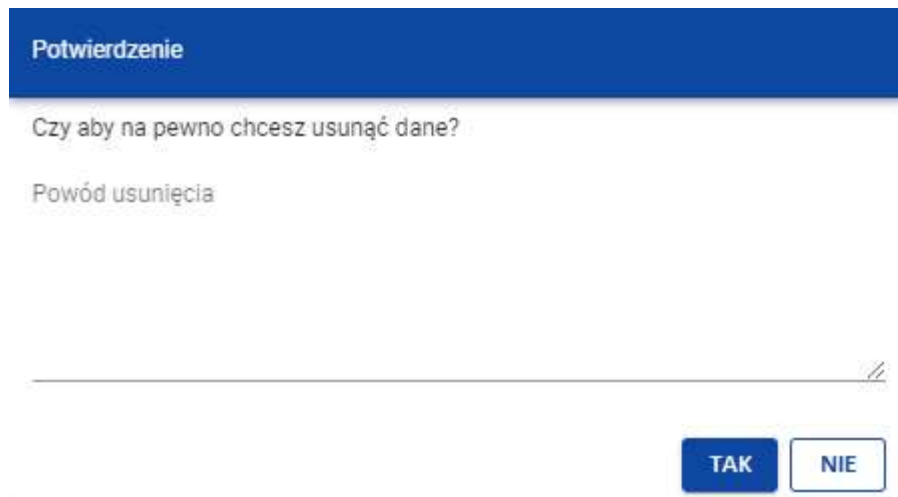 Potwierdzenie
Czy aby na pewno chcesz usunąć dane?
Powód usunięcia
TAK NIE